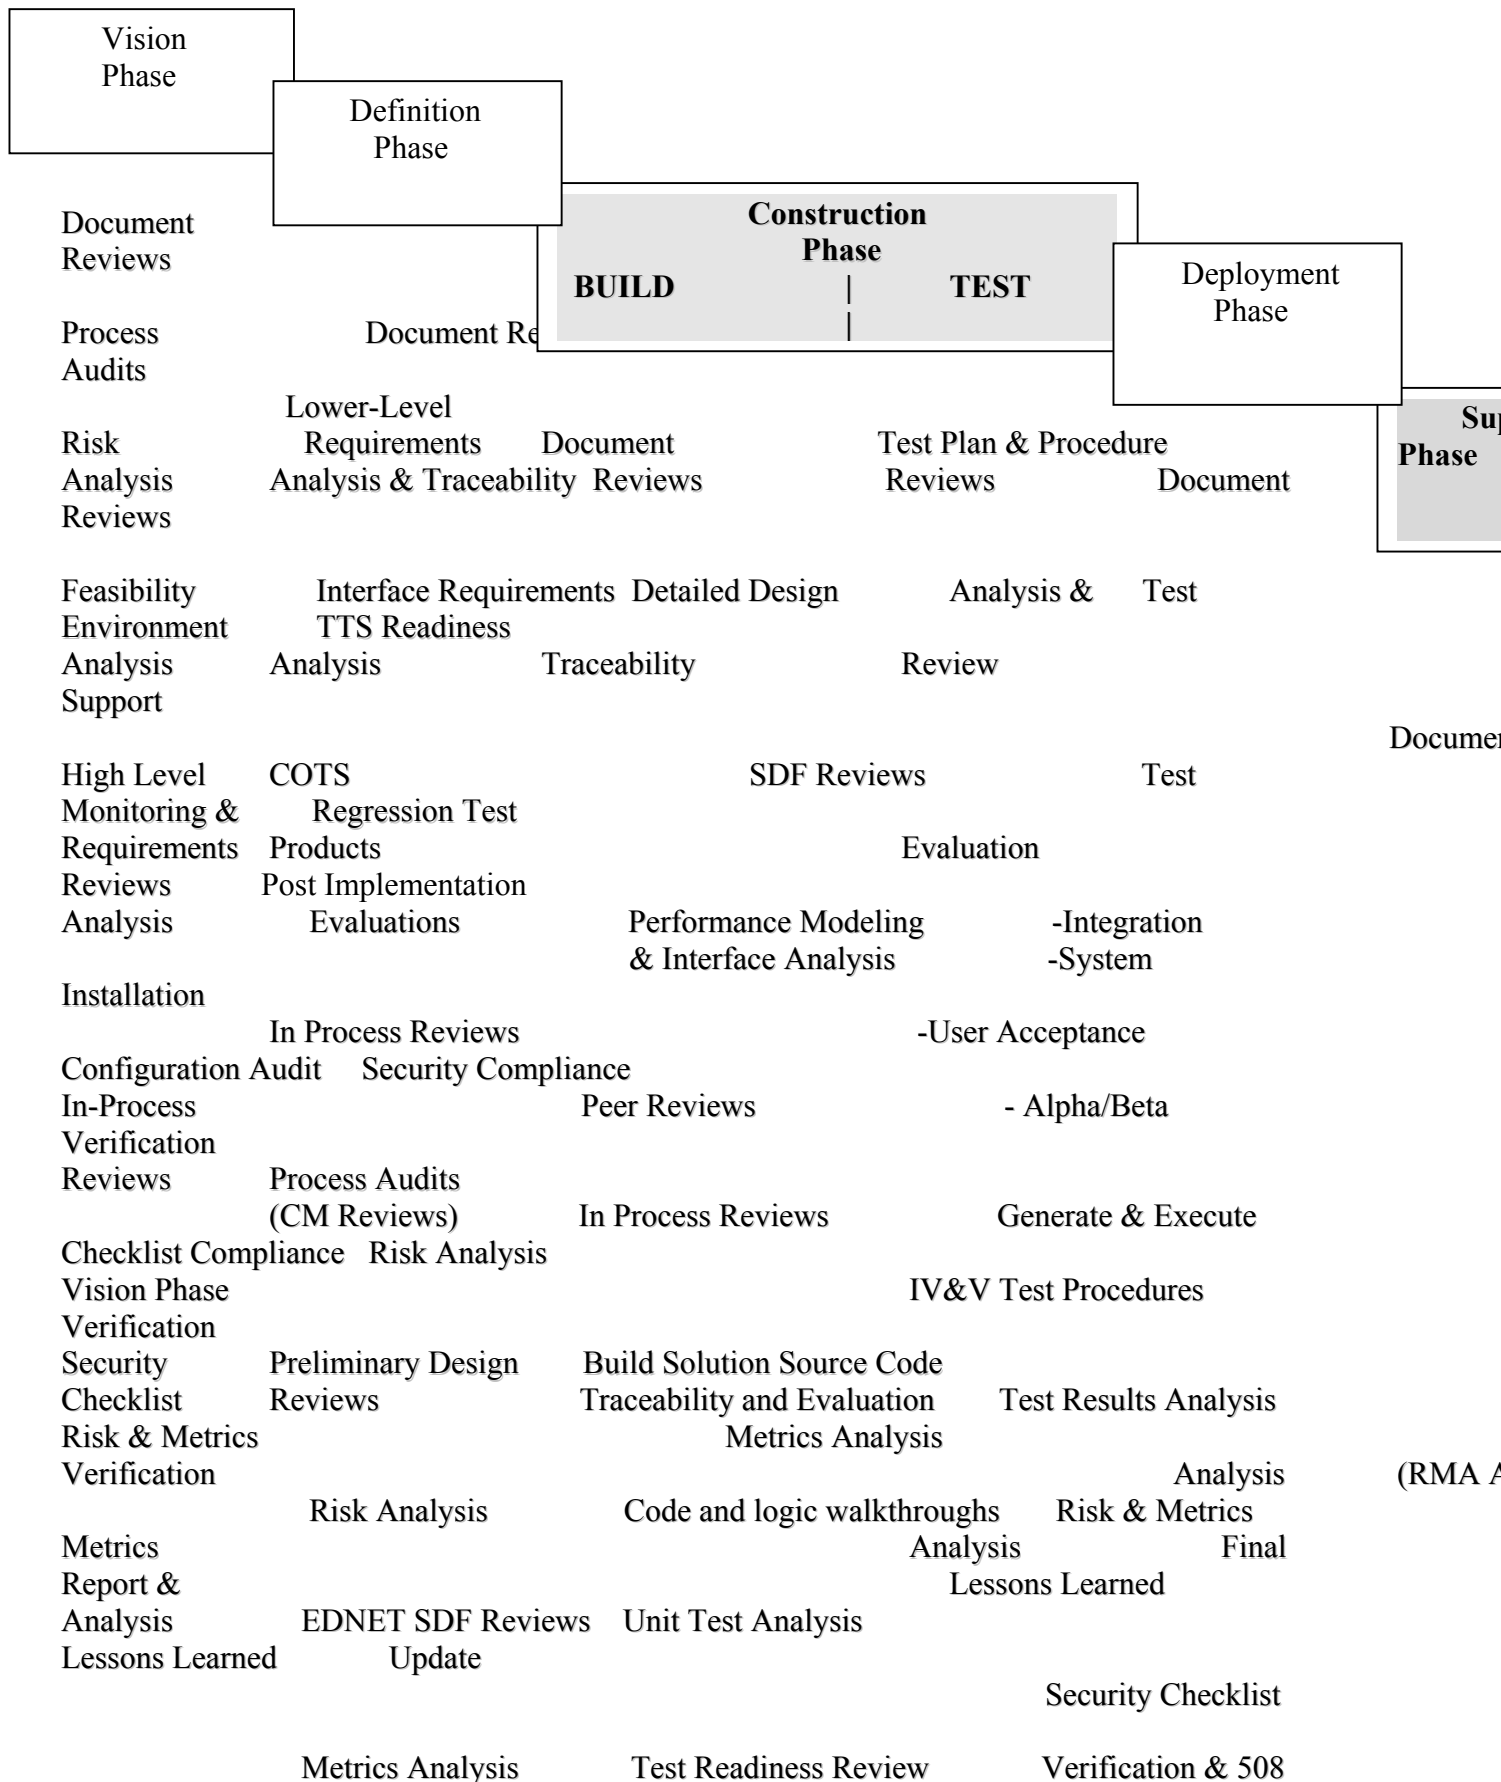 Vision
Phase
Definition
Phase
Construction
Phase
BUILD | TEST
|
Deployment
Phase
Document
Reviews
Process Document Re
Audits
Lower-Level
Risk Requirements Document Test Plan & Procedure
Phase
Analysis Analysis & Traceability Reviews Reviews Document
Reviews
Feasibility Interface Requirements Detailed Design Analysis & Test
Environment TTS Readiness
Analysis Analysis Traceability Review
Support
High Level COTS SDF Reviews Test
Monitoring & Regression Test
Requirements Products Evaluation
Reviews Post Implementation
Analysis Evaluations Performance Modeling -Integration
& Interface Analysis -System
Installation
In Process Reviews -User Acceptance
Configuration Audit Security Compliance
In-Process Peer Reviews - Alpha/Beta
Verification
Reviews Process Audits
(CM Reviews) In Process Reviews Generate & Execute
Checklist Compliance Risk Analysis
Vision Phase IV&V Test Procedures
Verification
Security Preliminary Design Build Solution Source Code
Checklist Reviews Traceability and Evaluation Test Results Analysis
Risk & Metrics Metrics Analysis
Verification Analysis (RMA
Risk Analysis Code and logic walkthroughs Risk & Metrics
Metrics Analysis Final
Report & Lessons Learned
Analysis EDNET SDF Reviews Unit Test Analysis
Lessons Learned Update
Security Checklist
Metrics Analysis Test Readiness Review Verification & 508